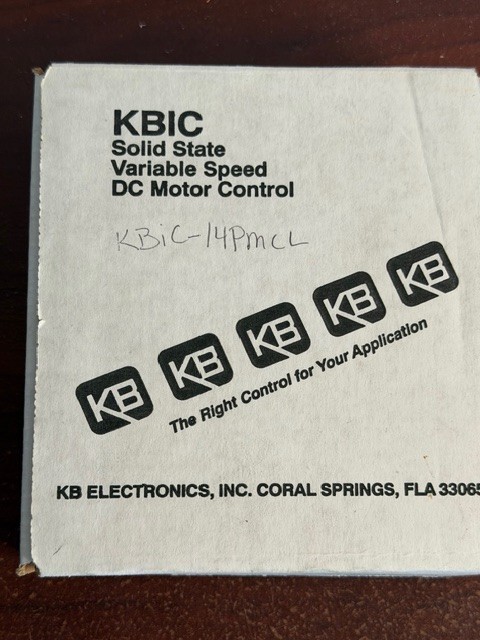 KBIC
Solid State
Variable Speed
DC Motor Control
KBiC-14PMCL
KB KB KB KB KB
The Right Control for Your Application
KB ELECTRONICS, INC. CORAL SPRINGS, FLA 33065